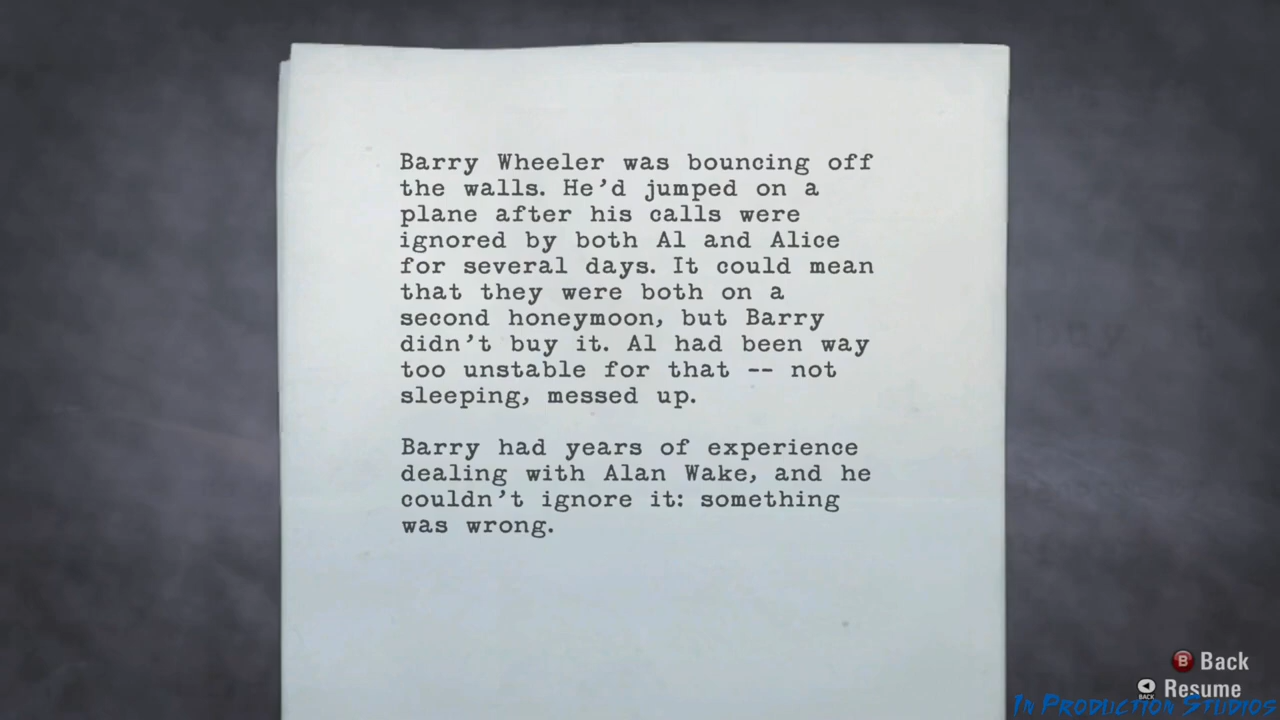 Barry Wheeler was bouncing off
the walls. He'd jumped on a
plane after his calls were
ignored by both Al and Alice
for several days. It could mean
that they were both on a
second honeymoon, but Barry
didn't buy it. Al had been way
too unstable for that -- not
sleeping, messed up.
Barry had years of experience
dealing with Alan Wake, and he
couldn't ignore it: something
was wrong.
B Back
BACK Resume
In Production Studios